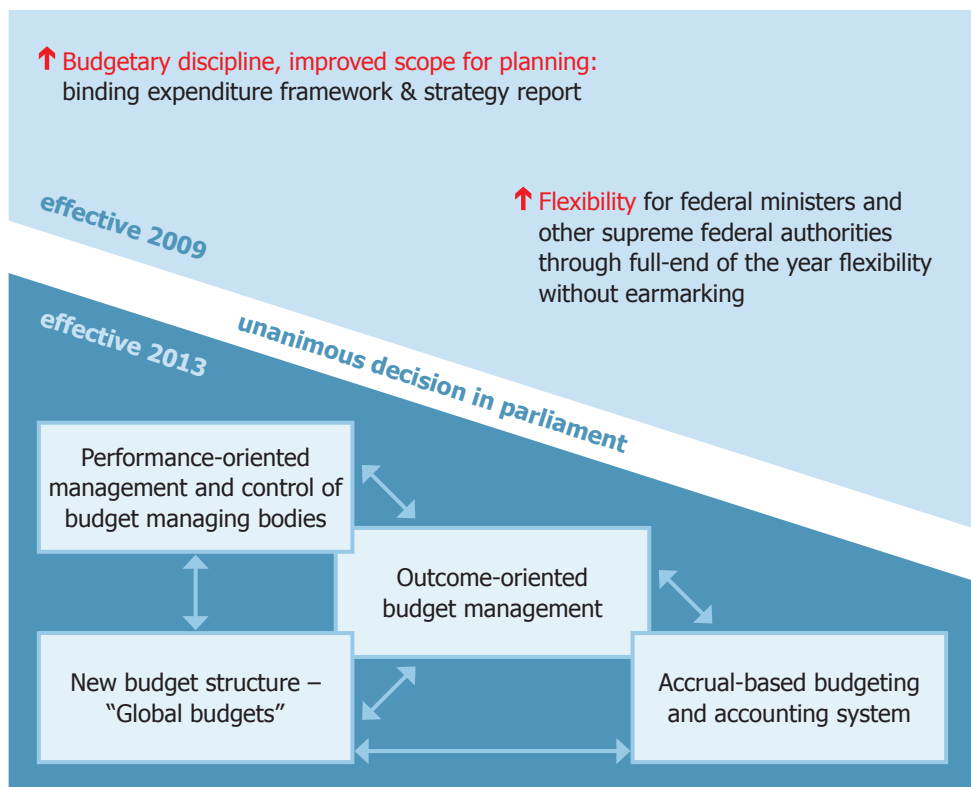 ↑ Budgetary discipline, improved scope for planning:
binding expenditure framework & strategy report
effective 2009
↑ Flexibility for federal ministers and
other supreme federal authorities
through full-end of the year flexibility
without earmarking
unanimous decision in parliament
effective 2013
Performance-oriented
management and control of
budget managing bodies
Outcome-oriented
budget management
New budget structure –
“Global budgets”
Accrual-based budgeting
and accounting system